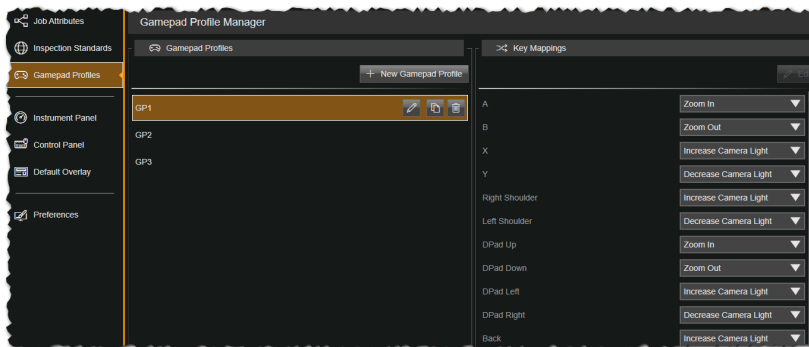 Job Attributes
Inspection Standards
Gamepad Profiles
Instrument Panel
Control Panel
Default Overlay
Preferences
Gamepad Profile Manager
Gamepad Profiles
+ New Gamepad Profile
GP1
GP2
GP3
Key Mappings
A Zoom In
B Zoom Out
X Increase Camera Light
Y Decrease Camera Light
Right Shoulder Increase Camera Light
Left Shoulder Decrease Camera Light
DPad Up Zoom In
DPad Down Zoom Out
DPad Left Increase Camera Light
DPad Right Decrease Camera Light
Back Increase Camera Light